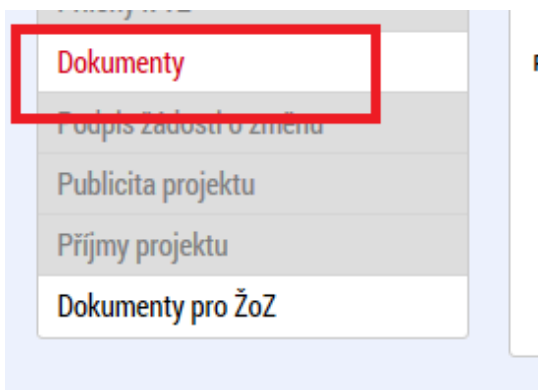 Dokumenty
Podpis žádosti o změnu
Publicita projektu
Příjmy projektu
Dokumenty pro ŽoZ